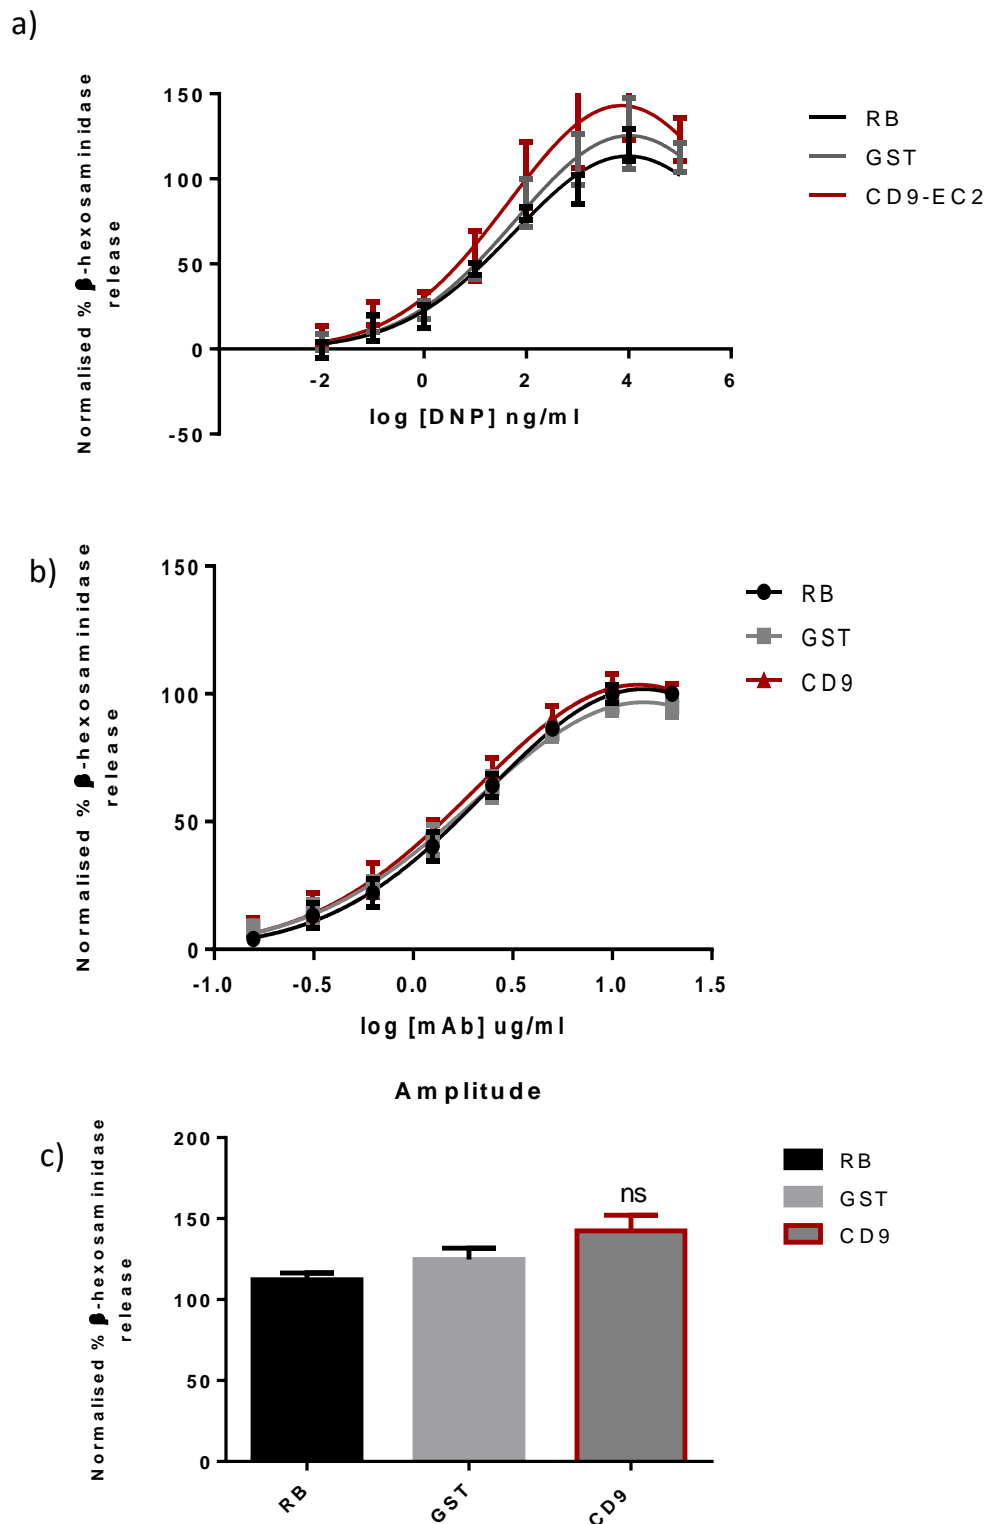 a)
Normalised % β-hexosaminidase
release
150
100
50
0
-50
-2 0 2 4 6
log [DNP] ng/ml
RB
GST
CD9-EC2
b)
Normalised % β-hexosaminidase
release
150
100
50
0
-1.0 -0.5 0.0 0.5 1.0 1.5
log [mAb] ug/ml
RB
GST
CD9
Amplitude
c)
Normalised % β-hexosaminidase
release
200
150
100
50
0
ns
RB GST CD9
RB
GST
CD9